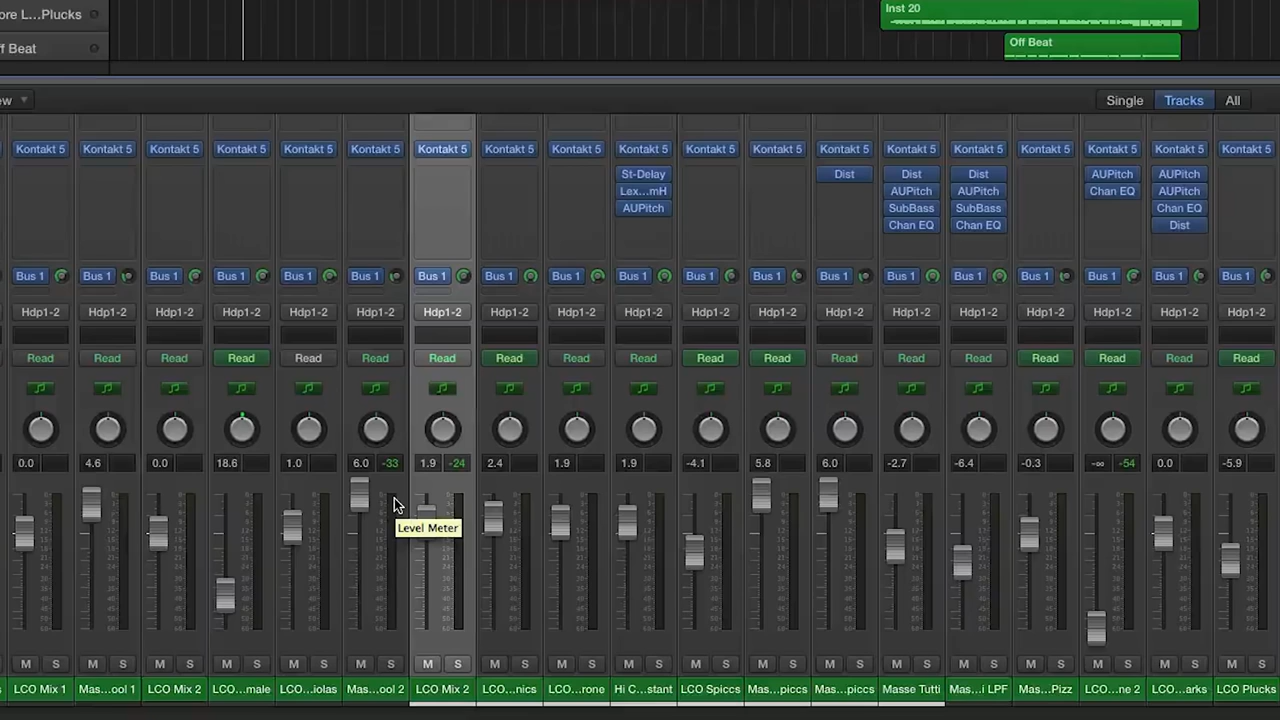 ore L...Plucks
Inst 20
ff Beat
Off Beat
ew
Single Tracks All
Kontakt 5 Kontakt 5 Kontakt 5 Kontakt 5 Kontakt 5 Kontakt 5 Kontakt 5 Kontakt 5 Kontakt 5 Kontakt 5 Kontakt 5 Kontakt 5 Kontakt 5 Kontakt 5 Kontakt 5 Kontakt 5 Kontakt 5 Kontakt 5 Kontakt 5
St-Delay Dist Dist Dist AUPitch AUPitch
Lex...mH AUPitch AUPitch Chan EQ AUPitch
AUPitch SubBass SubBass Chan EQ
Chan EQ Chan EQ Dist
Bus 1 Bus 1 Bus 1 Bus 1 Bus 1 Bus 1 Bus 1 Bus 1 Bus 1 Bus 1 Bus 1 Bus 1 Bus 1 Bus 1 Bus 1 Bus 1 Bus 1 Bus 1 Bus 1
Hdp1-2 Hdp1-2 Hdp1-2 Hdp1-2 Hdp1-2 Hdp1-2 Hdp1-2 Hdp1-2 Hdp1-2 Hdp1-2 Hdp1-2 Hdp1-2 Hdp1-2 Hdp1-2 Hdp1-2 Hdp1-2 Hdp1-2 Hdp1-2 Hdp1-2
Read Read Read Read Read Read Read Read Read Read Read Read Read Read Read Read Read Read Read
0.0 4.6 0.0 18.6 1.0 6.0 -33 1.9 -24 2.4 1.9 1.9 -4.1 5.8 6.0 -2.7 -6.4 -0.3 -∞ -54 0.0 -5.9
Level Meter
M S M S M S M S M S M S M S M S M S M S M S M S M S M S M S M S M S M S M S
LCO Mix 1 Mas...ool 1 LCO Mix 2 LCO...male LCO...iolas Mas...ool 2 LCO Mix 2 LCO...nics LCO...rone Hi C...stant LCO Spiccs Mas...piccs Mas...piccs Masse Tutti Mas...i LPF Mas...Pizz LCO...ne 2 LCO...arks LCO Plucks